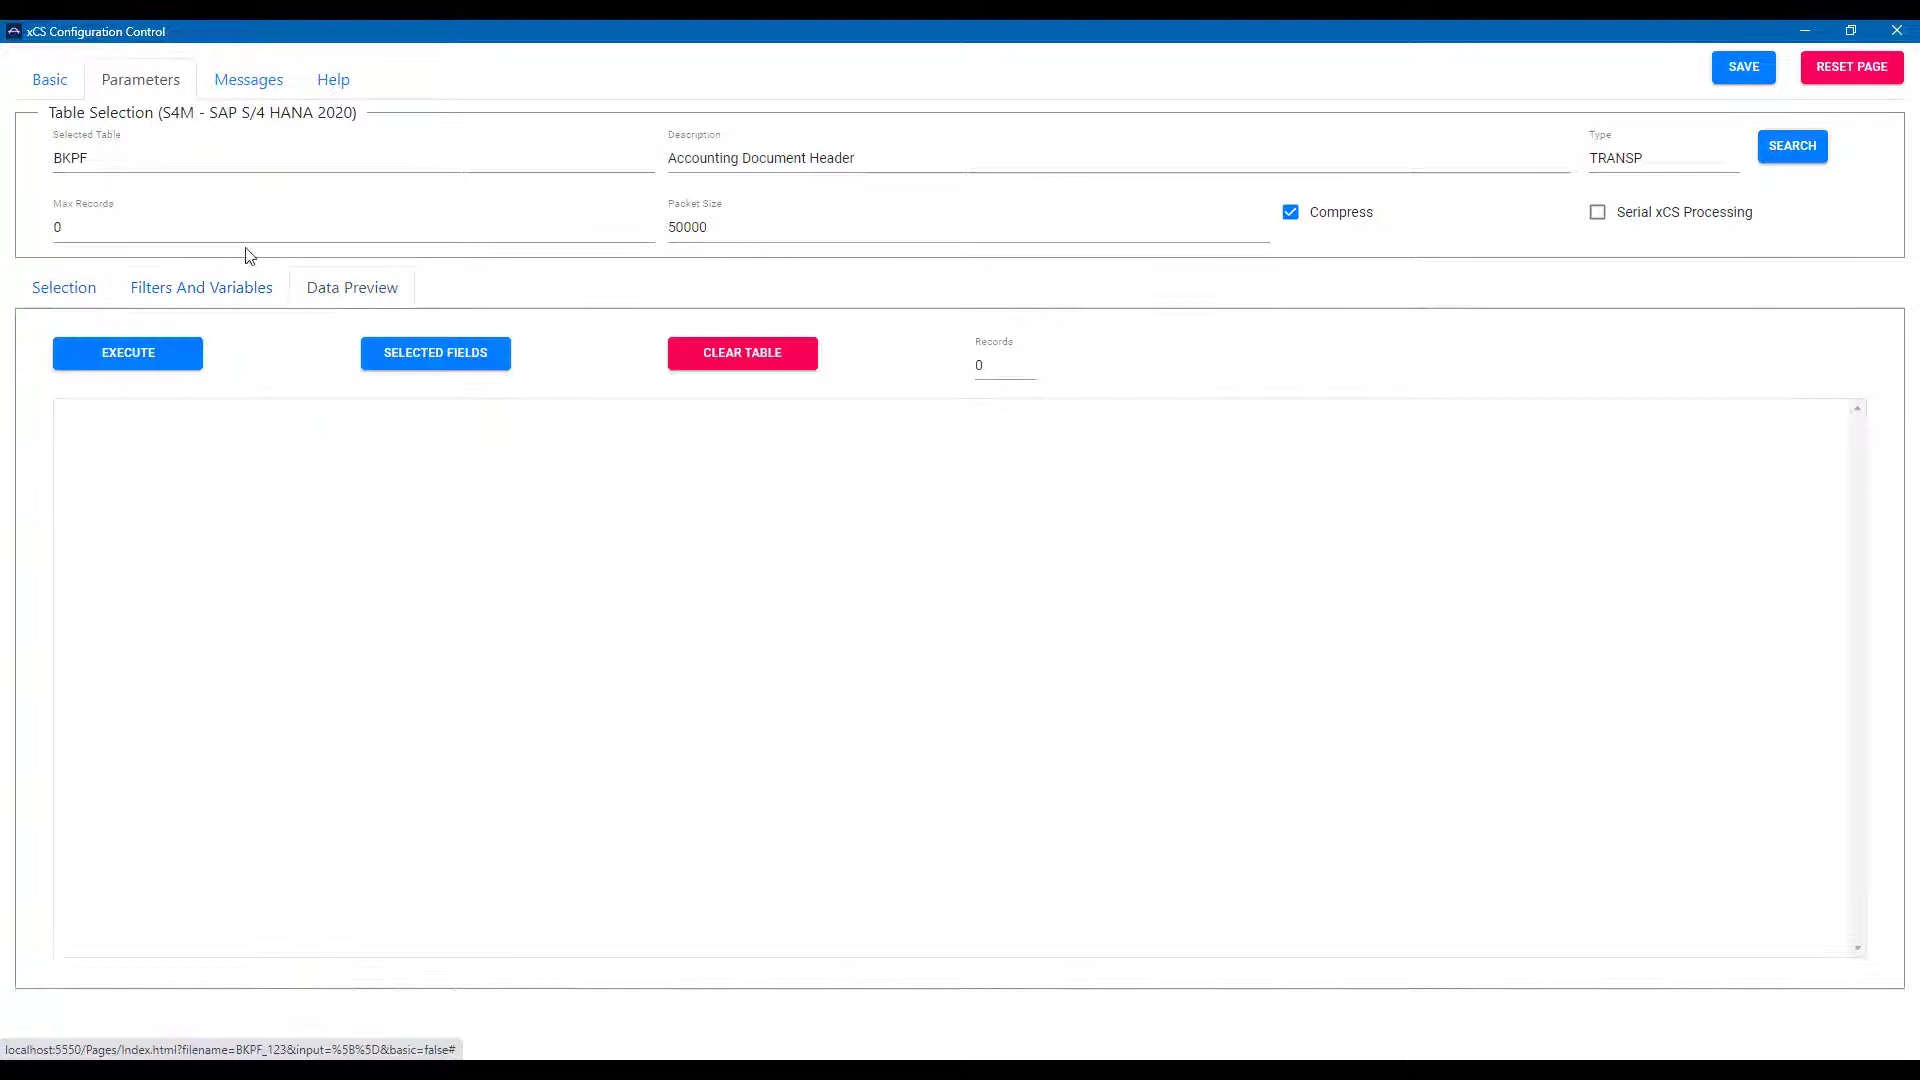 xCS Configuration Control
Basic Parameters Messages Help SAVE RESET PAGE
Table Selection (S4M - SAP S/4 HANA 2020)
Selected Table Description Type
BKPF Accounting Document Header TRANSP SEARCH
Max Records Packet Size
0 50000 Compress Serial xCS Processing
Selection Filters And Variables Data Preview
EXECUTE SELECTED FIELDS CLEAR TABLE Records
0
localhost:5550/Pages/Index.html?filename=BKPF_123&input=%5B%5D&basic=false#